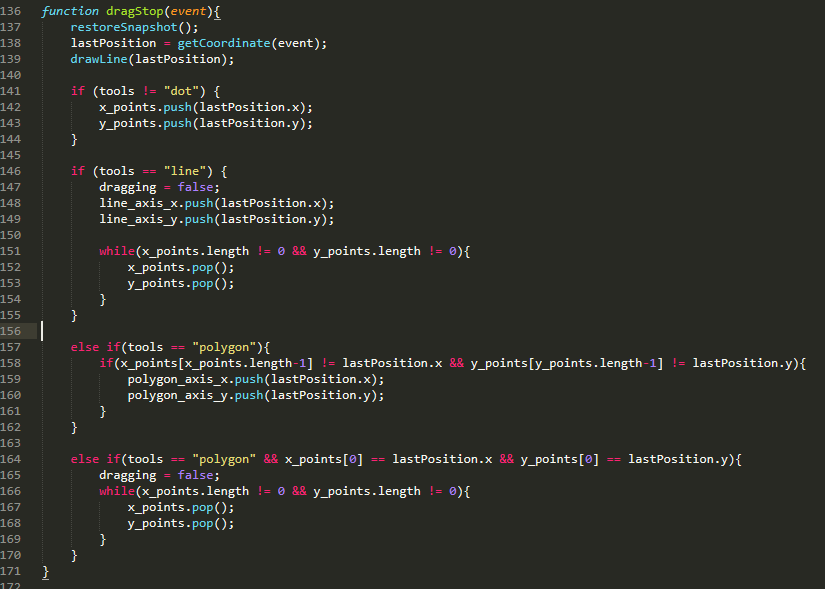 136 function dragStop(event){
137     restoreSnapshot();
138     lastPosition = getCoordinate(event);
139     drawLine(lastPosition);
140
141     if (tools != "dot") {
142         x_points.push(lastPosition.x);
143         y_points.push(lastPosition.y);
144     }
145
146     if (tools == "line") {
147         dragging = false;
148         line_axis_x.push(lastPosition.x);
149         line_axis_y.push(lastPosition.y);
150
151         while(x_points.length != 0 && y_points.length != 0){
152             x_points.pop();
153             y_points.pop();
154         }
155     }
156
157     else if(tools == "polygon"){
158         if(x_points[x_points.length-1] != lastPosition.x && y_points[y_points.length-1] != lastPosition.y){
159             polygon_axis_x.push(lastPosition.x);
160             polygon_axis_y.push(lastPosition.y);
161         }
162     }
163
164     else if(tools == "polygon" && x_points[0] == lastPosition.x && y_points[0] == lastPosition.y){
165         dragging = false;
166         while(x_points.length != 0 && y_points.length != 0){
167             x_points.pop();
168             y_points.pop();
169         }
170     }
171 }
172